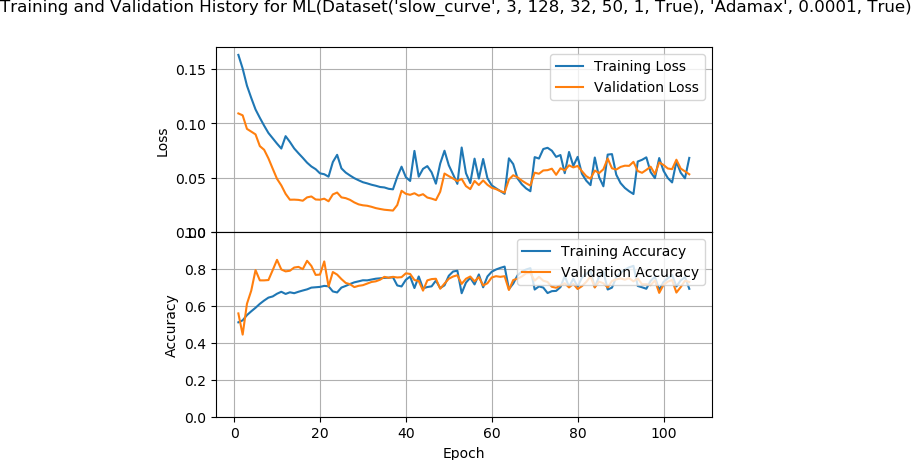 Training and Validation History for ML(Dataset('slow_curve', 3, 128, 32, 50, 1, True), 'Adamax', 0.0001, True)
0.15
0.10
0.05
0.00
Loss
Training Loss
Validation Loss
1.0
0.8
0.6
0.4
0.2
0.0
Accuracy
Training Accuracy
Validation Accuracy
0 20 40 60 80 100
Epoch